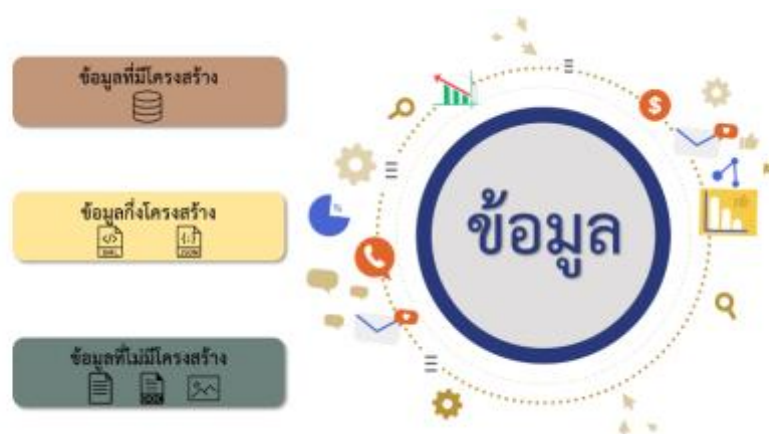 ข้อมูลที่มีโครงสร้าง
ข้อมูลกึ่งโครงสร้าง
XML JSON
ข้อมูลที่ไม่มีโครงสร้าง
ข้อมูล
$
%